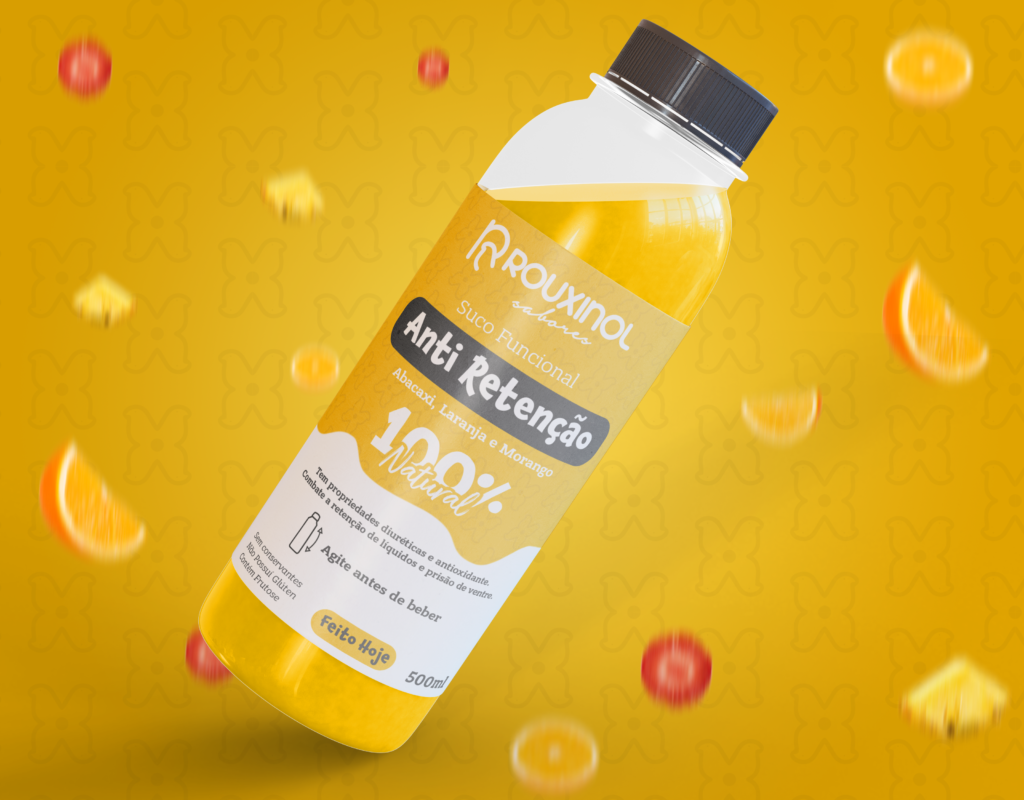 ROUXINOL
sabores
Suco Funcional
Anti Retenção
Abacaxi, Laranja e Morango
100%
Natural
Tem propriedades diuréticas e antioxidante.
Combate a retenção de líquidos e prisão de ventre.
Agite antes de beber
Sem conservantes
Não Possui Glúten
Contém Frutose
Feito Hoje
500ml